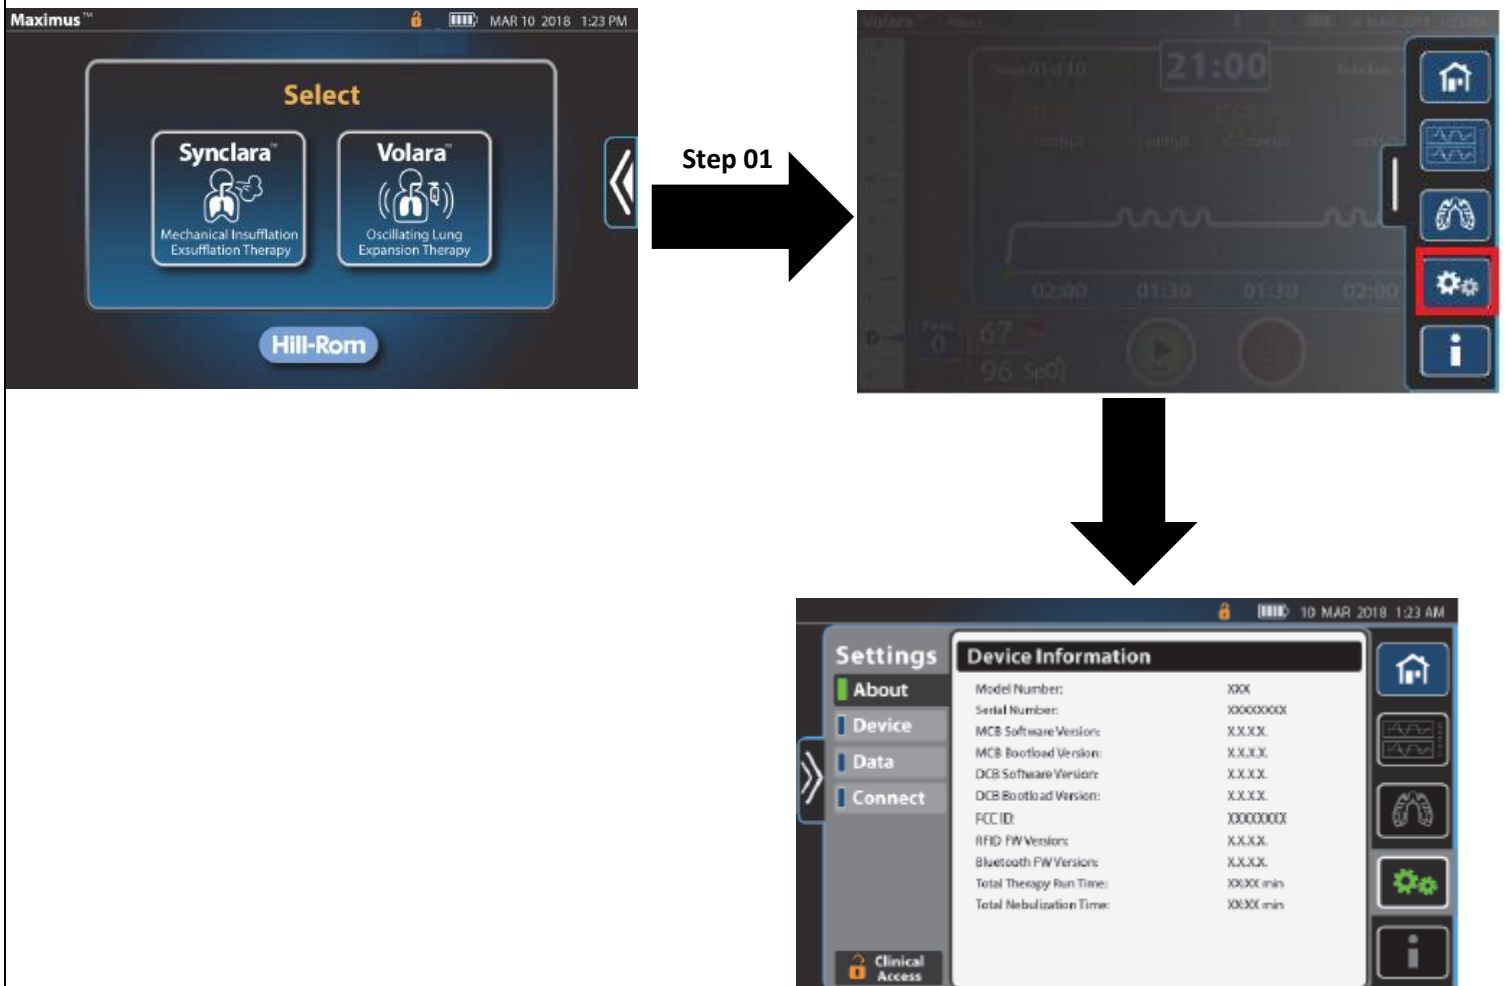 Maximus™
MAR 10 2018 1:23 PM
Select
Synclara™
Mechanical Insufflation
Exsufflation Therapy
Volara™
Oscillating Lung
Expansion Therapy
Hill-Rom
Step 01
Volara
21:00
02:00 01:30 01:30 02:00
0
67
96 SpO2
10 MAR 2018 1:23 AM
Settings
About
Device
Data
Connect
Clinical
Access
Device Information
Model Number: XXX
Serial Number: XXXXXXXX
MCB Software Version: X.X.X.X.
MCB Bootload Version: X.X.X.X.
DCB Software Version: X.X.X.X.
DCB Bootload Version: X.X.X.X.
FCC ID: XXXXXXXX
RFID FW Version: X.X.X.X.
Bluetooth FW Version: X.X.X.X.
Total Therapy Run Time: XX:XX min
Total Nebulization Time: XX:XX min